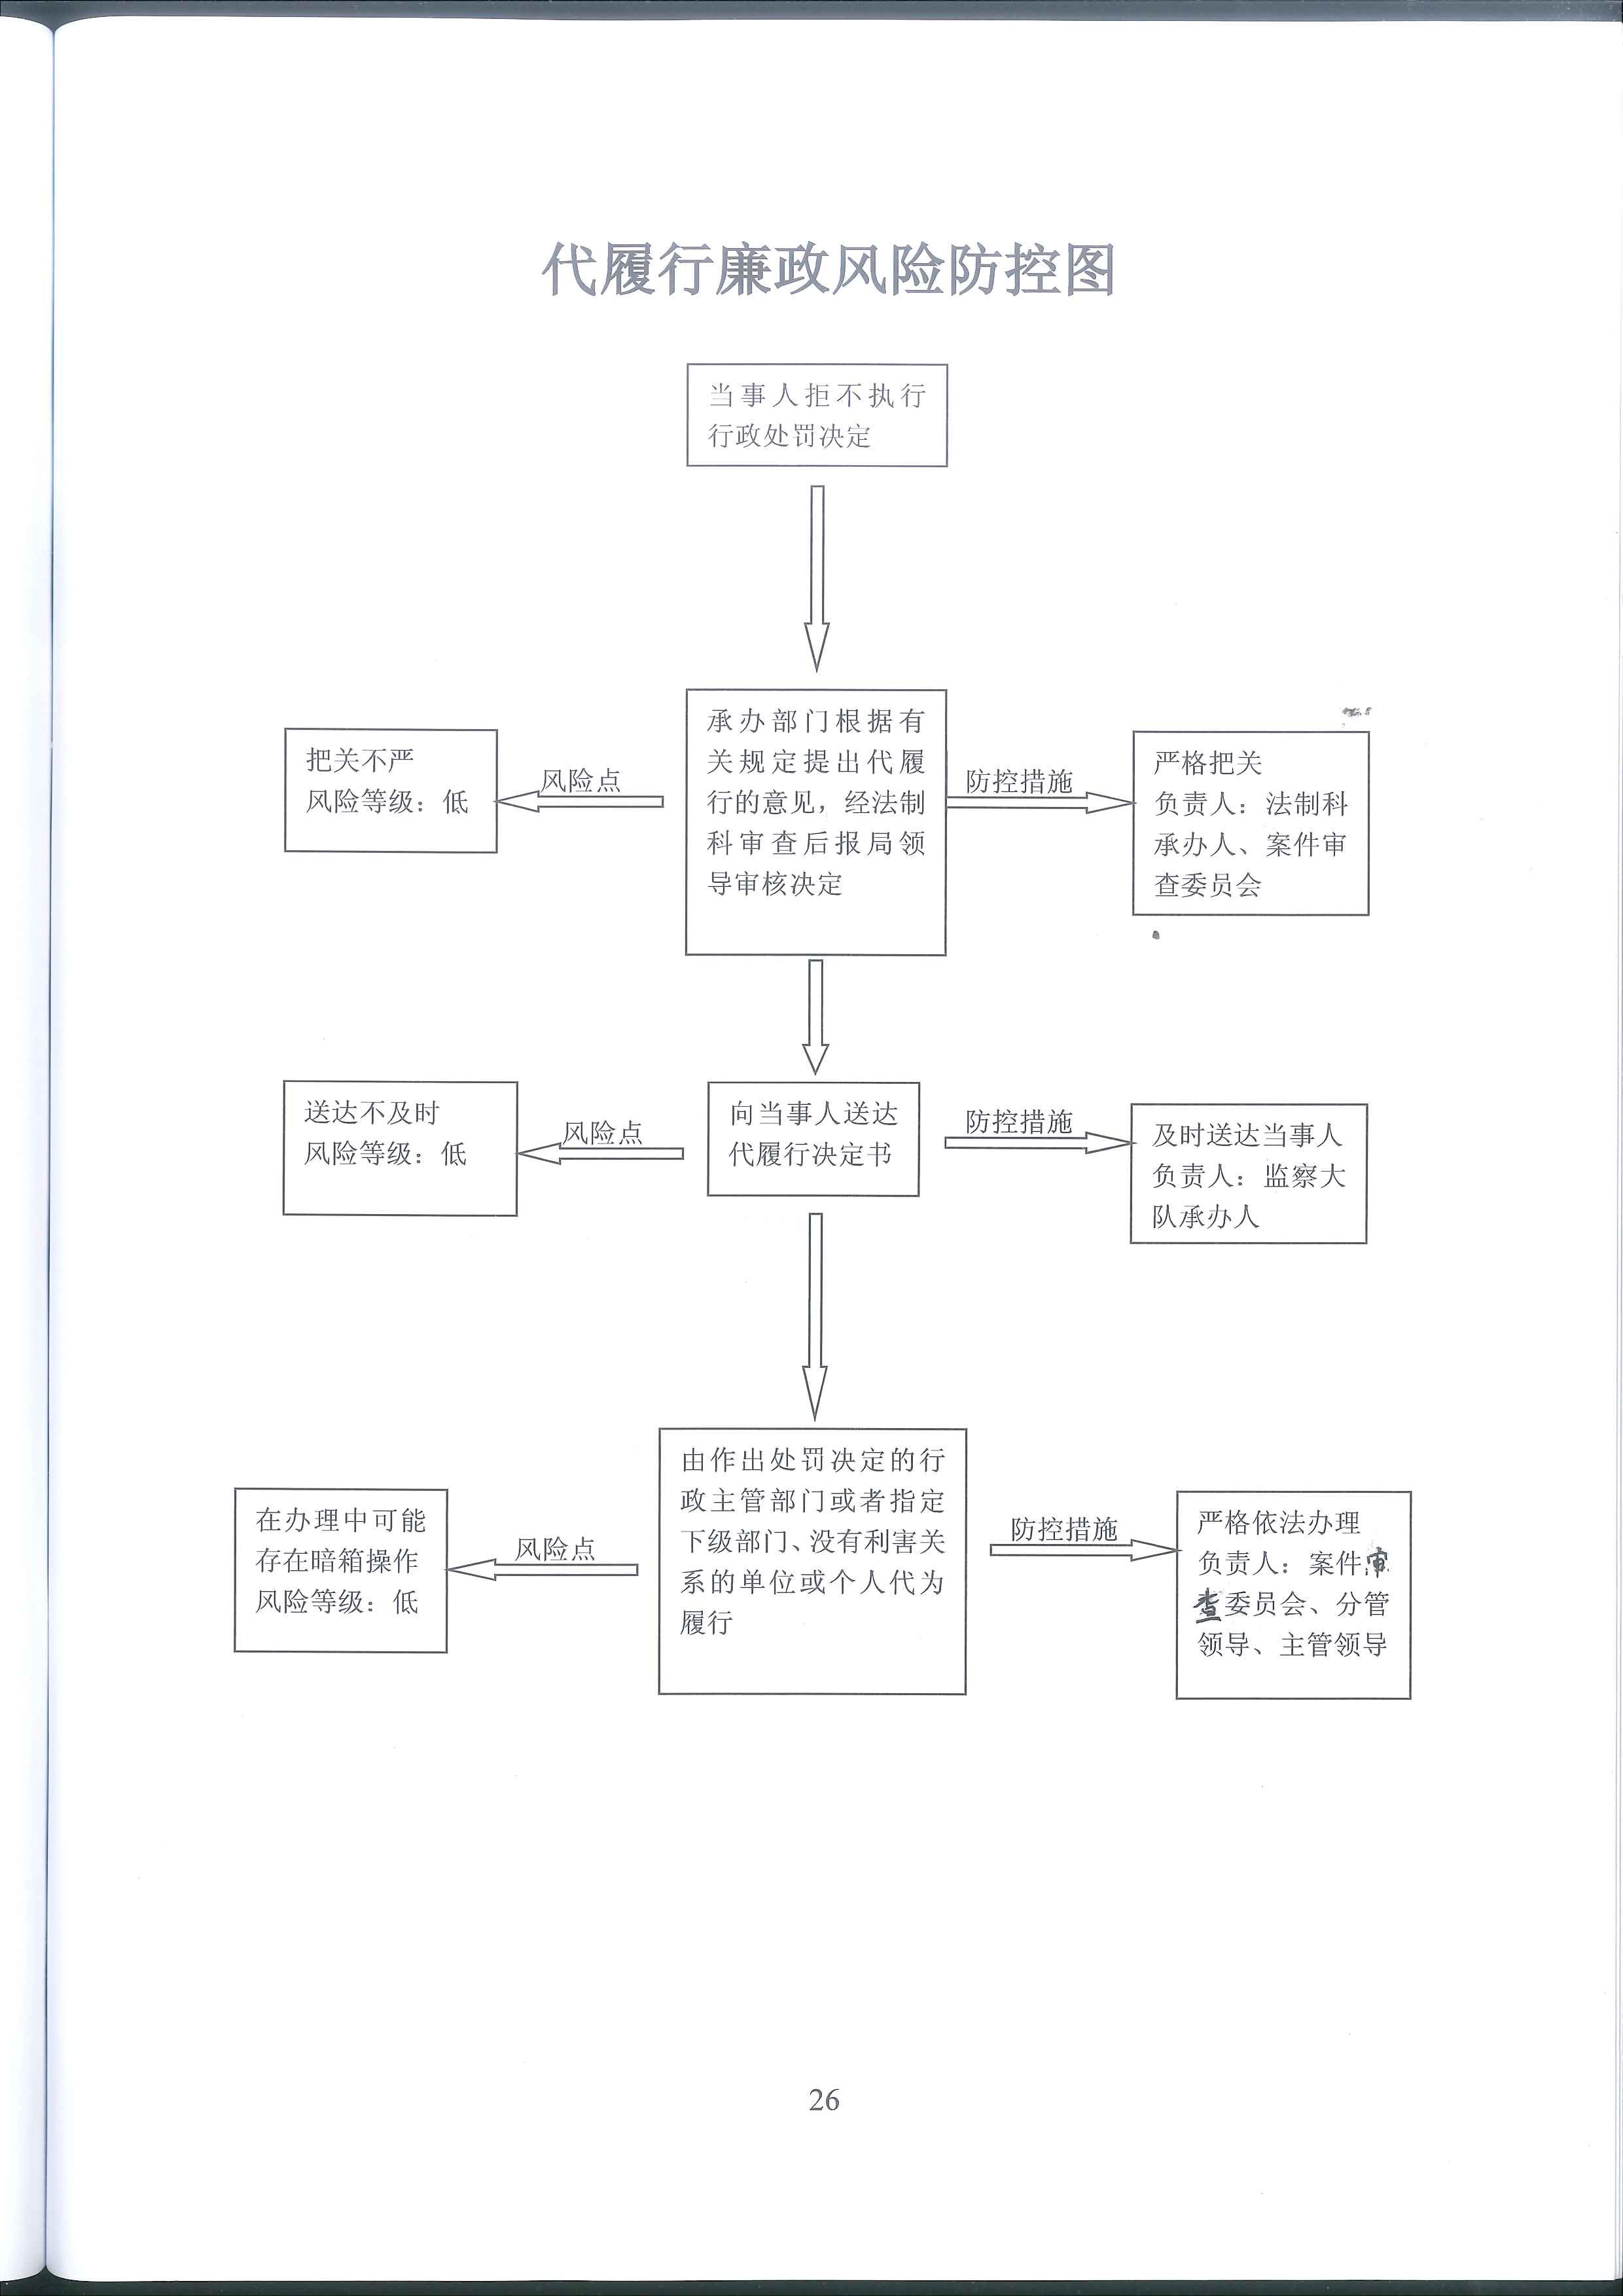 代履行廉政风险防控图
当事人拒不执行
行政处罚决定
承办部门根据有
关规定提出代履
行的意见，经法制
科审查后报局领
导审核决定
风险点
把关不严
风险等级：低
防控措施
严格把关
负责人：法制科
承办人、案件审
查委员会
向当事人送达
代履行决定书
风险点
送达不及时
风险等级：低
防控措施
及时送达当事人
负责人：监察大
队承办人
由作出处罚决定的行
政主管部门或者指定
下级部门、没有利害关
系的单位或个人代为
履行
风险点
在办理中可能
存在暗箱操作
风险等级：低
防控措施
严格依法办理
负责人：案件审
查委员会、分管
领导、主管领导
26